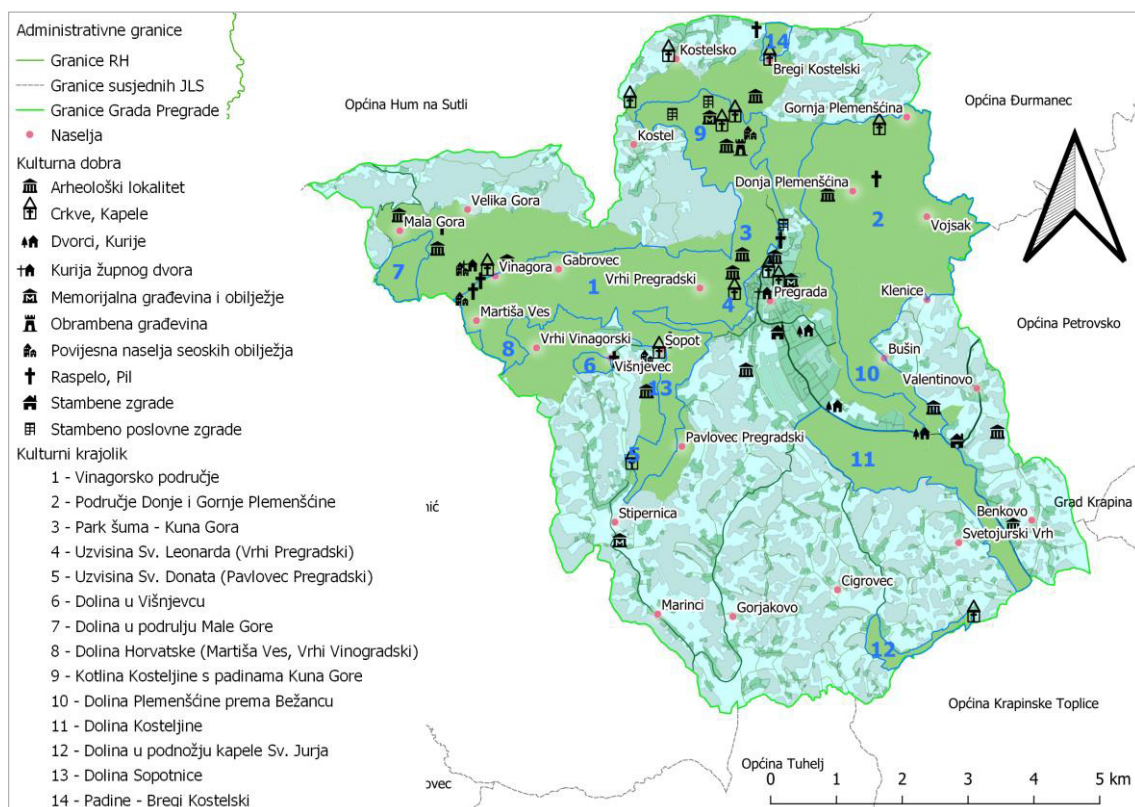 Administrativne granice
Granice RH
Granice susjednih JLS
Granice Grada Pregrade
Naselja
Kulturna dobra
Arheološki lokalitet
Crkve, Kapele
Dvorci, Kurije
Kurija župnog dvora
Memorijalna građevina i obilježje
Obrambena građevina
Povijesna naselja seoskih obilježja
Raspelo, Pil
Stambene zgrade
Stambeno poslovne zgrade
Kulturni krajolik
1 - Vinagorsko područje
2 - Područje Donje i Gornje Plemenšćine
3 - Park šuma - Kuna Gora
4 - Uzvisina Sv. Leonarda (Vrhi Pregradski)
5 - Uzvisina Sv. Donata (Pavlovec Pregradski)
6 - Dolina u Višnjevcu
7 - Dolina u podrulju Male Gore
8 - Dolina Horvatske (Martiša Ves, Vrhi Vinogradski)
9 - Kotlina Kosteljine s padinama Kuna Gore
10 - Dolina Plemenšćine prema Bežancu
11 - Dolina Kosteljine
12 - Dolina u podnožju kapele Sv. Jurja
13 - Dolina Sopotnice
14 - Padine - Bregi Kostelski
14
Kostelsko
Bregi Kostelski
Općina Hum na Sutli
Općina Đurmanec
Gornja Plemenšćina
9
Kostel
Donja Plemenšćina
2
Velika Gora
Vojsak
Mala Gora
3
7
Vinagora
Gabrovec
1
Vrhi Pregradski
4
Pregrada
Klenice
Martiša Ves
Općina Petrovsko
8
Vrhi Vinagorski
Šopot
6
Višnjevec
Bušin
10
13
Valentinovo
5
Pavlovec Pregradski
11
Stipernica
nić
Benkovo
Grad Krapina
Svetojurski Vrh
Cigrovec
Marinci
Gorjakovo
12
Općina Krapinske Toplice
ovec
Općina Tuhelj
0 1 2 3 4 5 km